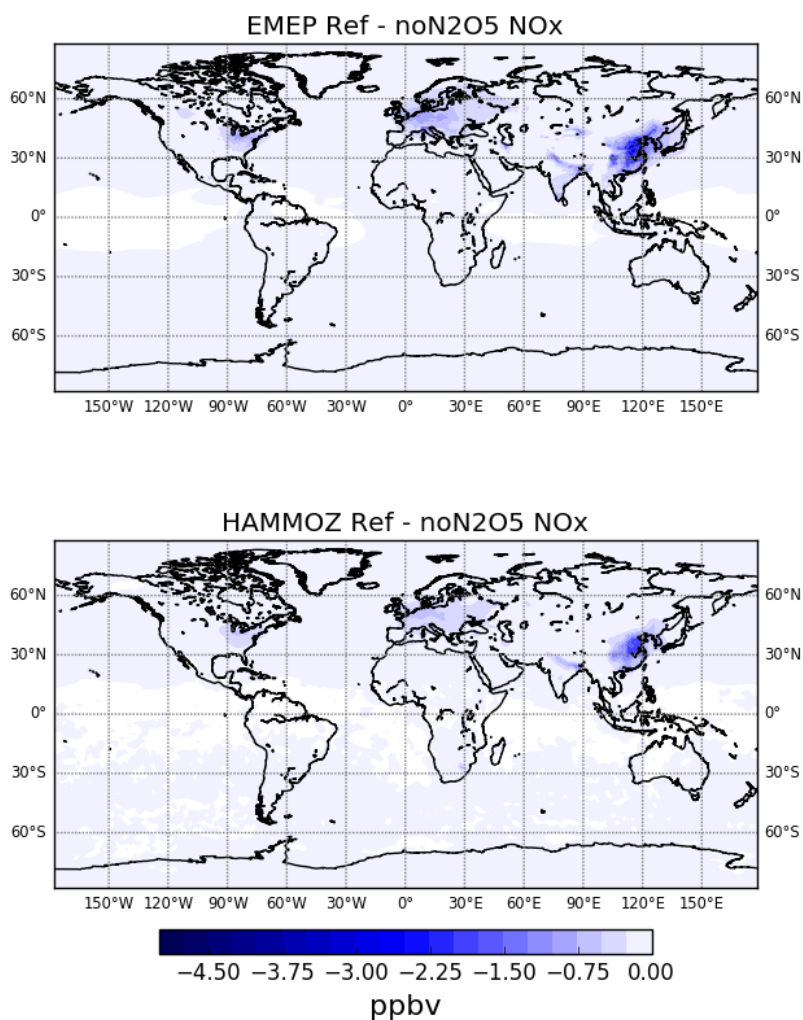 EMEP Ref - noN2O5 NOx
60°N 60°N
30°N 30°N
0° 0°
30°S 30°S
60°S 60°S
150°W 120°W 90°W 60°W 30°W 0° 30°E 60°E 90°E 120°E 150°E
HAMMOZ Ref - noN2O5 NOx
60°N 60°N
30°N 30°N
0° 0°
30°S 30°S
60°S 60°S
150°W 120°W 90°W 60°W 30°W 0° 30°E 60°E 90°E 120°E 150°E
−4.50 −3.75 −3.00 −2.25 −1.50 −0.75 0.00
ppbv